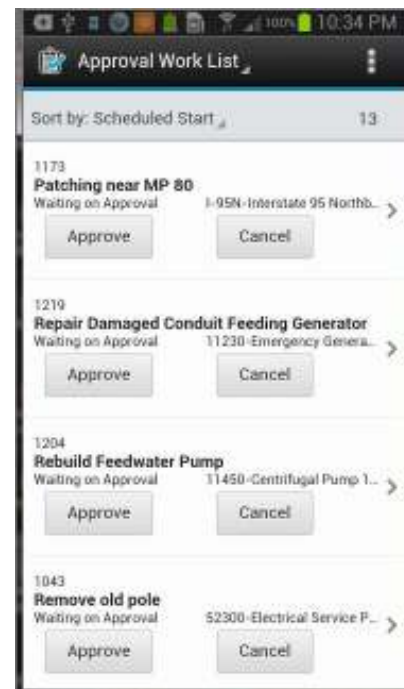 100% 10:34 PM
Approval Work List
Sort by: Scheduled Start 13
1173
Patching near MP 80
Waiting on Approval I-95N-Interstate 95 Northb...
Approve Cancel
1219
Repair Damaged Conduit Feeding Generator
Waiting on Approval 11230-Emergency Genera...
Approve Cancel
1204
Rebuild Feedwater Pump
Waiting on Approval 11450-Centrifugal Pump 1...
Approve Cancel
1043
Remove old pole
Waiting on Approval 52300-Electrical Service P...
Approve Cancel